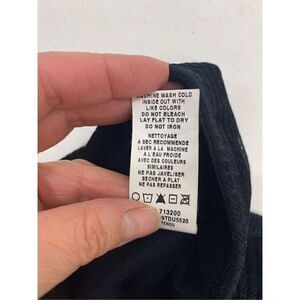 MACHINE WASH COLD
INSIDE OUT WITH
LIKE COLORS
DO NOT BLEACH
LAY FLAT TO DRY
DO NOT IRON
NETTOYAGE
A SEC RECOMMENDE
LAVER A LA MACHINE
A L'EAU FROIDE
AVEC DES COULEURS
SIMILAIRES
NE PAS JAVELISER
SECHER A PLAT
NE PAS REPASSER
713200